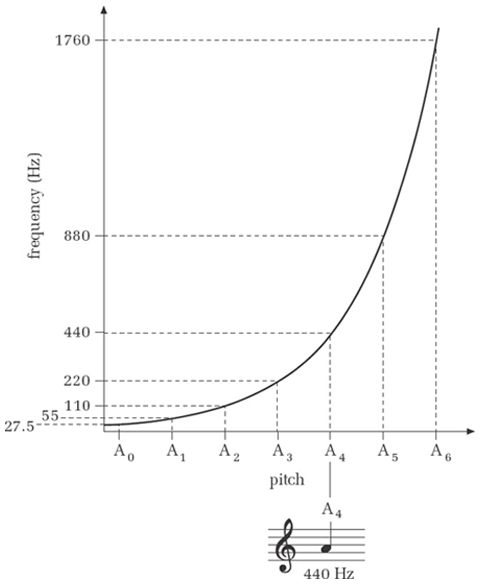 1760
frequency (Hz)
880
440
220
110
55
27.5
A0 A1 A2 A3 A4 A5 A6
pitch
A4
440 Hz